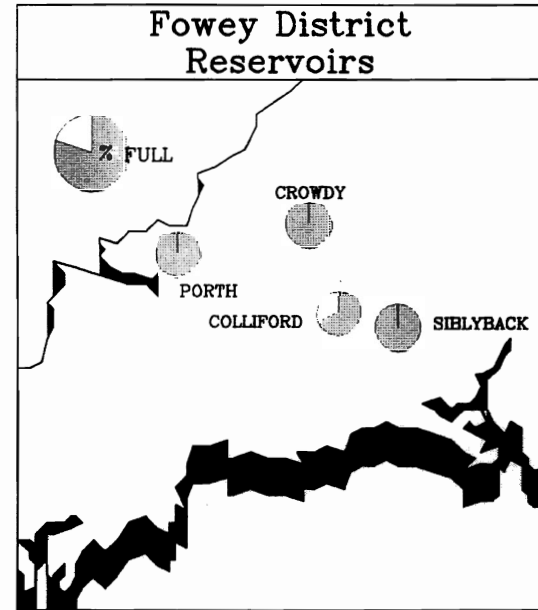 Fowey District
Reservoirs
% FULL
CROWDY
PORTH
COLLIFORD
SIBLYBACK